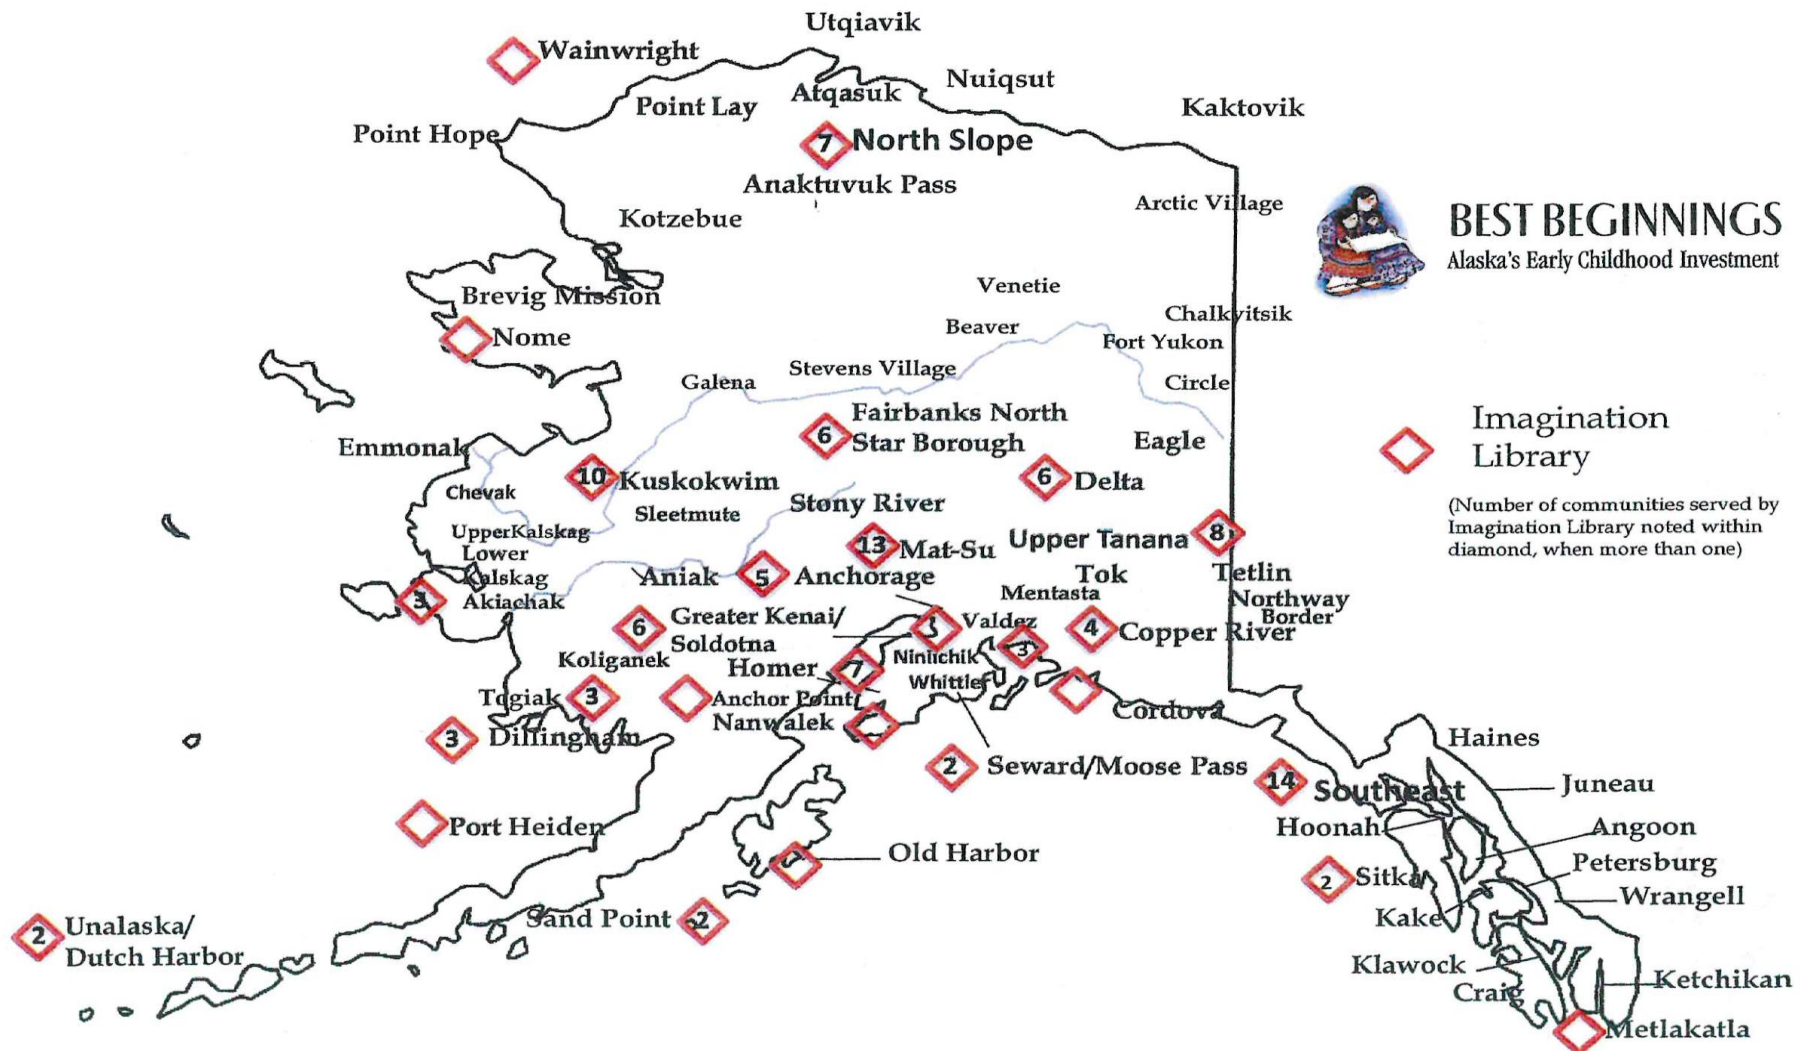 Utqiavik
Wainwright
Nuiqsut
Point Lay
Atqasuk
Kaktovik
Point Hope
7 North Slope
Anaktuvuk Pass
Arctic Village
Kotzebue
BEST BEGINNINGS
Alaska's Early Childhood Investment
Venetie
Brevig Mission
Chalkyitsik
Beaver
Nome
Fort Yukon
Stevens Village
Galena
Circle
Fairbanks North
6 Star Borough
Imagination
Library
Emmonak
Eagle
10 Kuskokwim
6 Delta
Chevak
Stony River
Sleetmute
(Number of communities served by
Imagination Library noted within
diamond, when more than one)
UpperKalskag
Lower
Kalskag
13 Mat-Su
Upper Tanana 8
Aniak
5 Anchorage
Tok
Tetlin
Mentasta
3
Akiachak
Northway
Border
6 Greater Kenai/
Soldotna
Valdez
3
4 Copper River
Koliganek
Homer 7
Ninilchik
Whittier
Togiak
3
Anchor Point
Nanwalek
Cordova
3 Dillingham
Haines
2 Seward/Moose Pass
14 Southeast
Juneau
Port Heiden
Hoonah
Angoon
Old Harbor
Petersburg
2 Sitka
Wrangell
Kake
Sand Point 2
2 Unalaska/
Dutch Harbor
Klawock
Craig
Ketchikan
Metlakatla